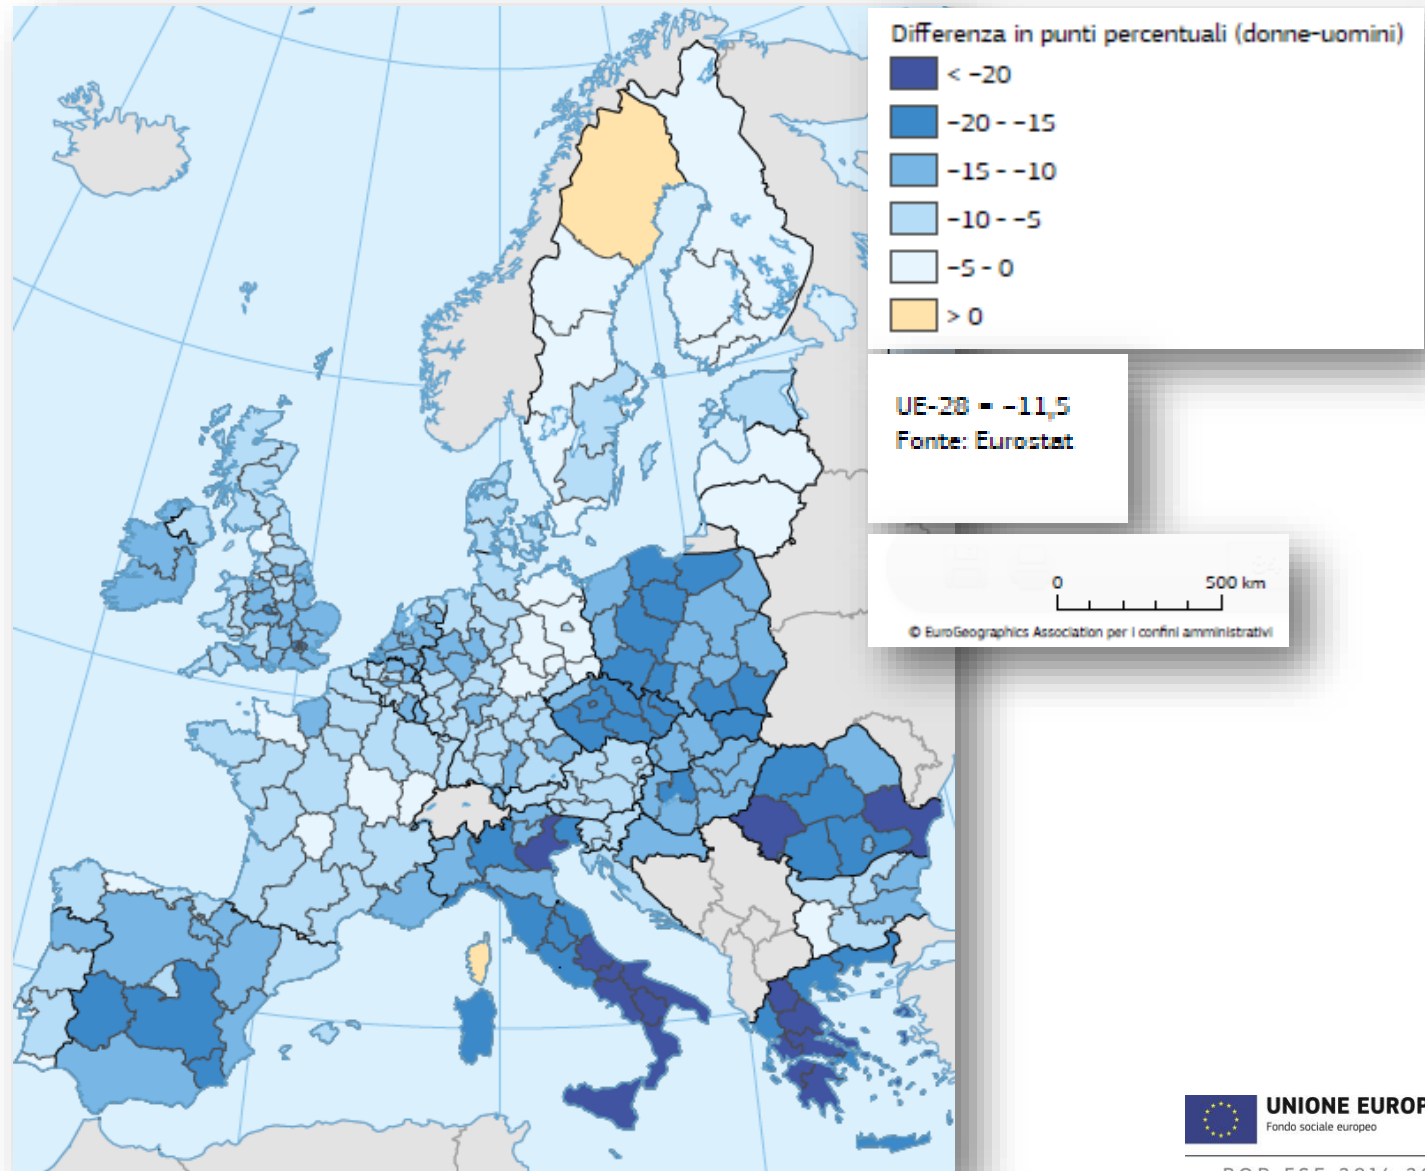 Differenza in punti percentuali (donne-uomini)
< -20
-20 - -15
-15 - -10
-10 - -5
-5 - 0
> 0
UE-28 = -11,5
Fonte: Eurostat
0 500 km
© EuroGeographics Association per i confini amministrativi
UNIONE EUROP
Fondo sociale europeo